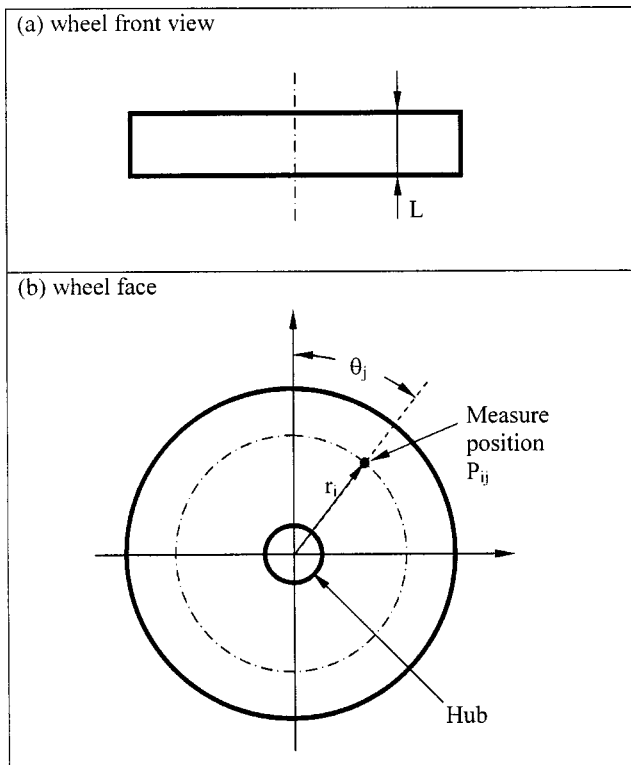 (a) wheel front view
L
(b) wheel face
θj
Measure
position
Pij
ri
Hub